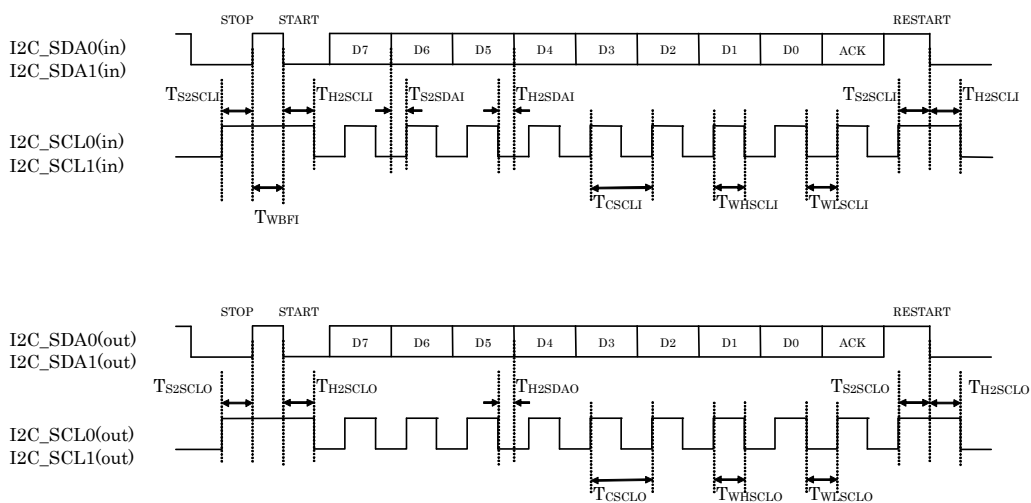 STOP START RESTART
I2C_SDA0(in)
I2C_SDA1(in)
D7 D6 D5 D4 D3 D2 D1 D0 ACK
TS2SCLI TH2SCLI TS2SDAI TH2SDAI TS2SCLI TH2SCLI
I2C_SCL0(in)
I2C_SCL1(in)
TCSCLI TWHSCLI TWLSCLI
TWBFI
STOP START RESTART
I2C_SDA0(out)
I2C_SDA1(out)
D7 D6 D5 D4 D3 D2 D1 D0 ACK
TS2SCLO TH2SCLO TH2SDAO TS2SCLO TH2SCLO
I2C_SCL0(out)
I2C_SCL1(out)
TCSCLO TWHSCLO TWLSCLO